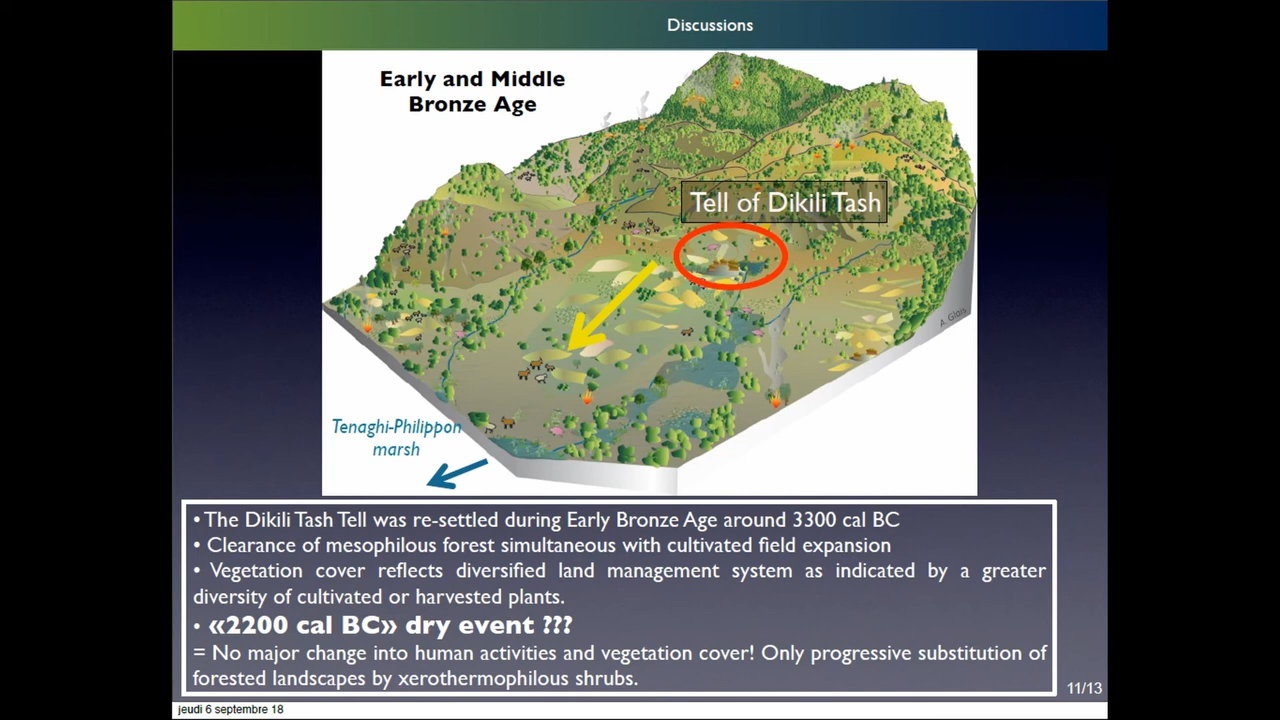 Discussions
Early and Middle
Bronze Age
Tell of Dikili Tash
A. Glais
Tenaghi-Philippon
marsh
• The Dikili Tash Tell was re-settled during Early Bronze Age around 3300 cal BC
• Clearance of mesophilous forest simultaneous with cultivated field expansion
• Vegetation cover reflects diversified land management system as indicated by a greater
diversity of cultivated or harvested plants.
• «2200 cal BC» dry event ???
= No major change into human activities and vegetation cover! Only progressive substitution of
forested landscapes by xerothermophilous shrubs.
11/13
jeudi 6 septembre 18